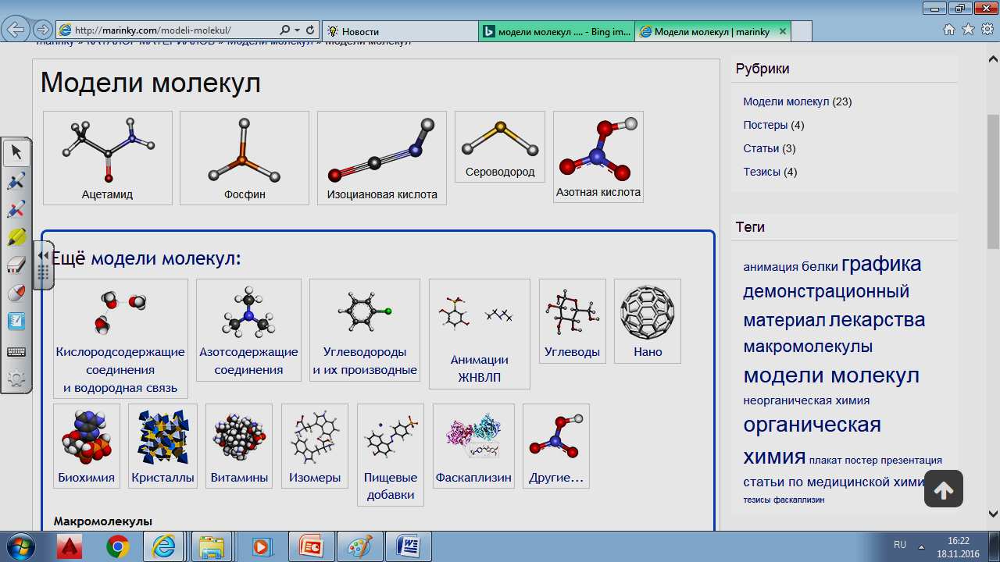 http://marinky.com/modeli-molekul/
Новости
модели молекул .... - Bing im...
Модели молекул | marinky
marinky » КАТАЛОГ МАТЕРИАЛОВ » Модели молекул » Модели молекул
Модели молекул
Ацетамид
Фосфин
Изоциановая кислота
Сероводород
Азотная кислота
Ещё модели молекул:
Кислородсодержащие
соединения
и водородная связь
Азотсодержащие
соединения
Углеводороды
и их производные
Анимации
ЖНВЛП
Углеводы
Нано
Биохимия
Кристаллы
Витамины
Изомеры
Пищевые
добавки
Фаскаплизин
Другие...
Макромолекулы
Рубрики
Модели молекул (23)
Постеры (4)
Статьи (3)
Тезисы (4)
Теги
анимация белки графика
демонстрационный
материал лекарства
макромолекулы
модели молекул
неорганическая химия
органическая
химия плакат постер презентация
статьи по медицинской хими
тезисы фаскаплизин
RU
16:22
18.11.2016